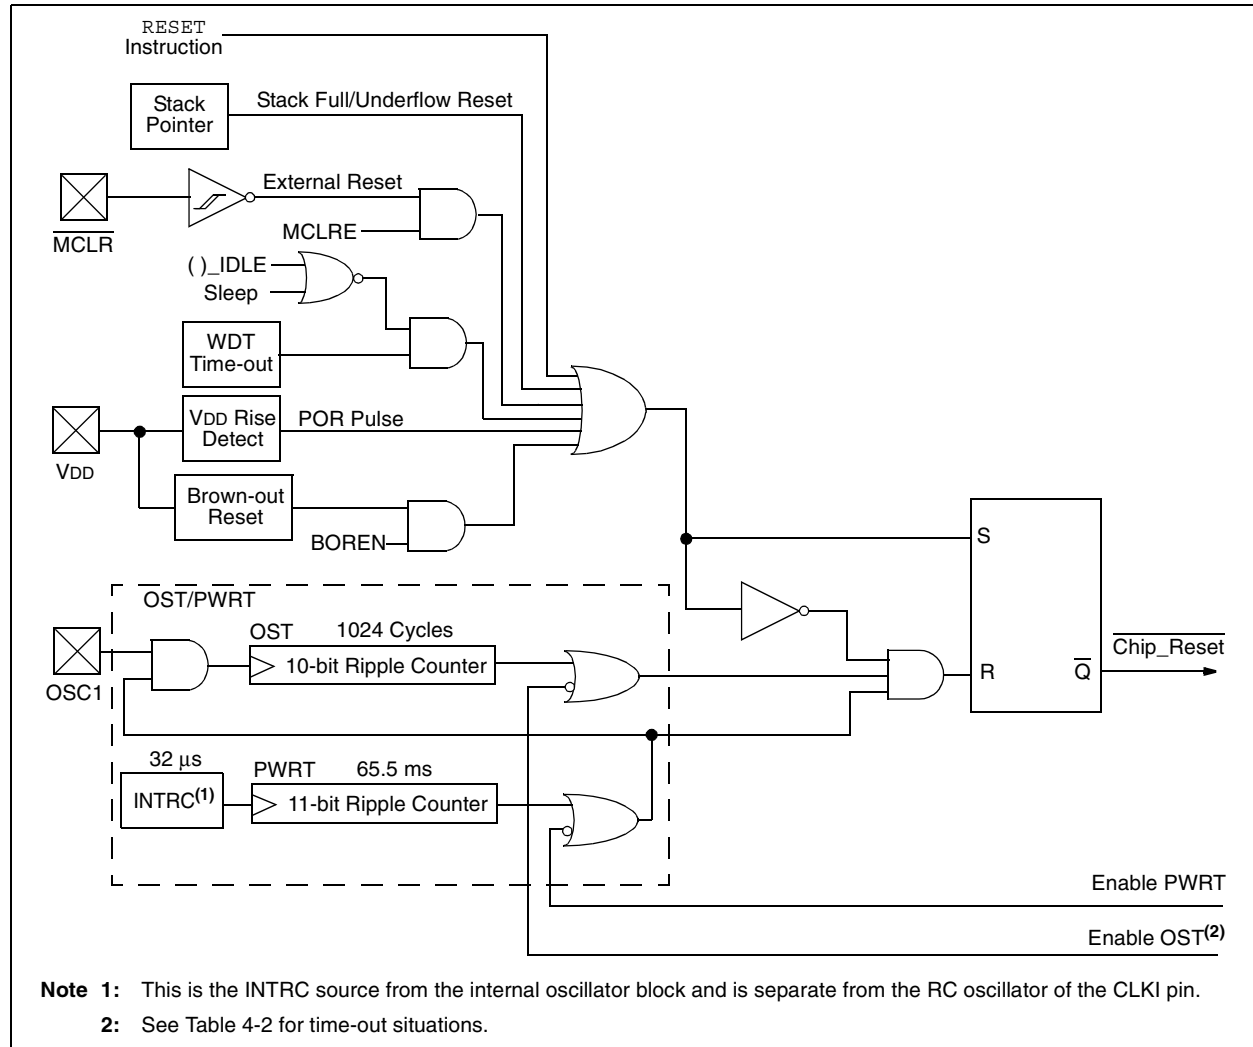 RESET
Instruction
Stack
Pointer
Stack Full/Underflow Reset
External Reset
MCLR
MCLRE
( )_IDLE
Sleep
WDT
Time-out
VDD Rise
Detect
POR Pulse
VDD
Brown-out
Reset
BOREN
S
OST/PWRT
OST
1024 Cycles
10-bit Ripple Counter
OSC1
R
Q
Chip_Reset
32 μs
INTRC(1)
PWRT
65.5 ms
11-bit Ripple Counter
Enable PWRT
Enable OST(2)
Note 1: This is the INTRC source from the internal oscillator block and is separate from the RC oscillator of the CLKI pin.
2: See Table 4-2 for time-out situations.